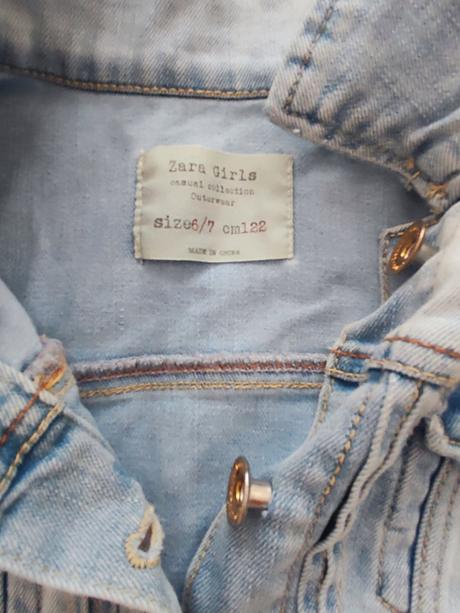 Zara Girls
casual collection
Outerwear
size6/7 cm122
MADE IN CHINA